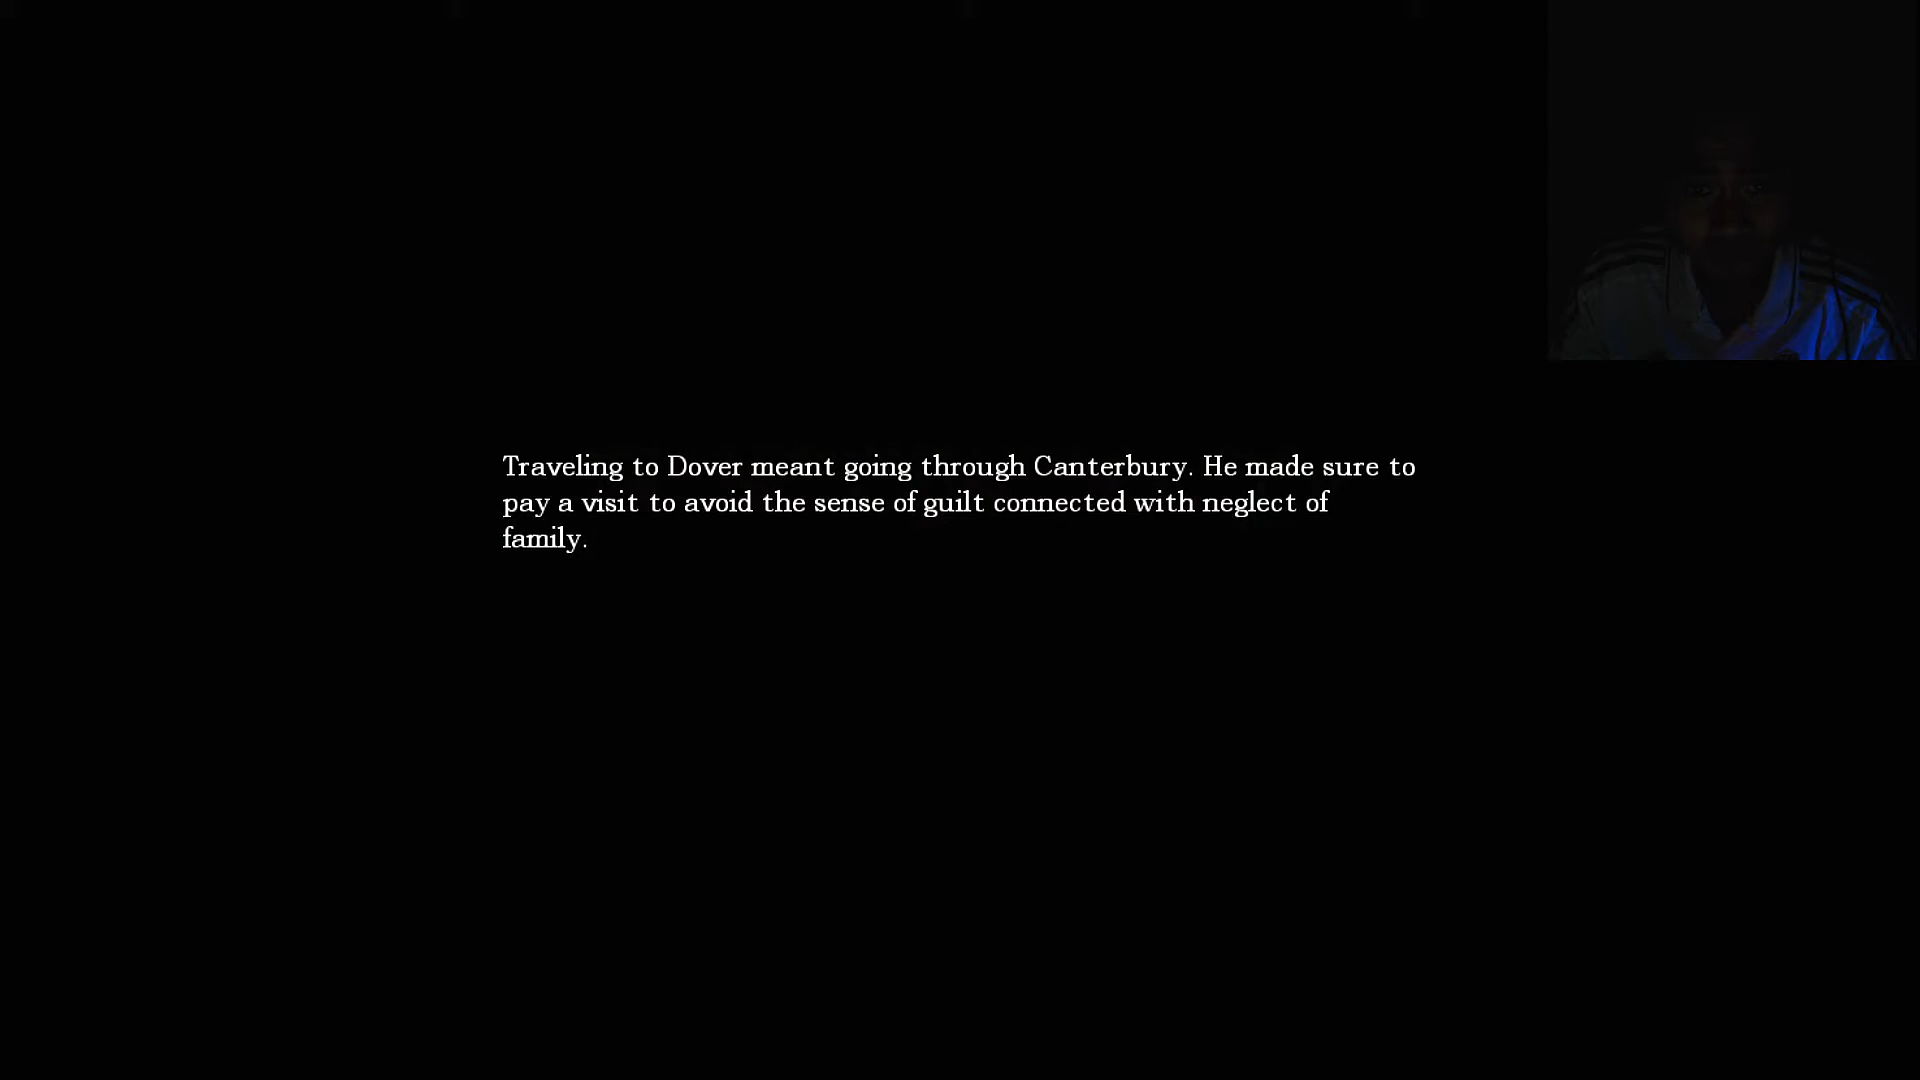 Traveling to Dover meant going through Canterbury. He made sure to
pay a visit to avoid the sense of guilt connected with neglect of
family.